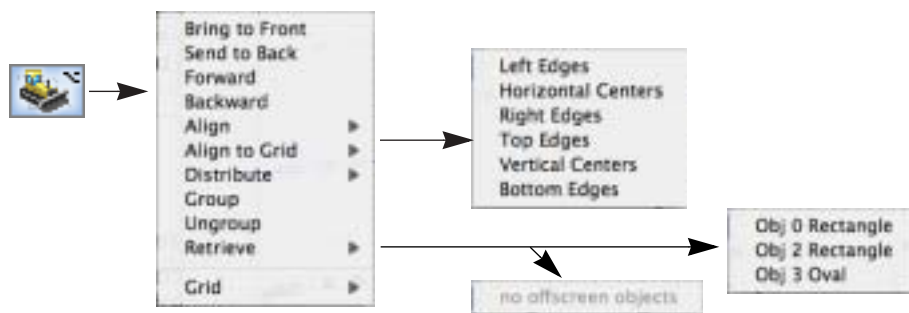 Bring to Front
Send to Back
Forward
Backward
Align
Align to Grid
Distribute
Group
Ungroup
Retrieve
Grid
Left Edges
Horizontal Centers
Right Edges
Top Edges
Vertical Centers
Bottom Edges
Obj 0 Rectangle
Obj 2 Rectangle
Obj 3 Oval
no offscreen objects